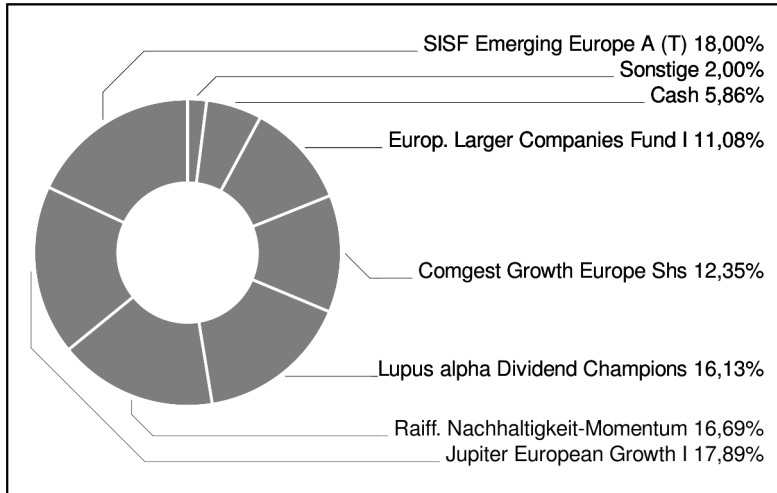 SISF Emerging Europe A (T) 18,00%
Sonstige 2,00%
Cash 5,86%
Europ. Larger Companies Fund I 11,08%
Comgest Growth Europe Shs 12,35%
Lupus alpha Dividend Champions 16,13%
Raiff. Nachhaltigkeit-Momentum 16,69%
Jupiter European Growth I 17,89%